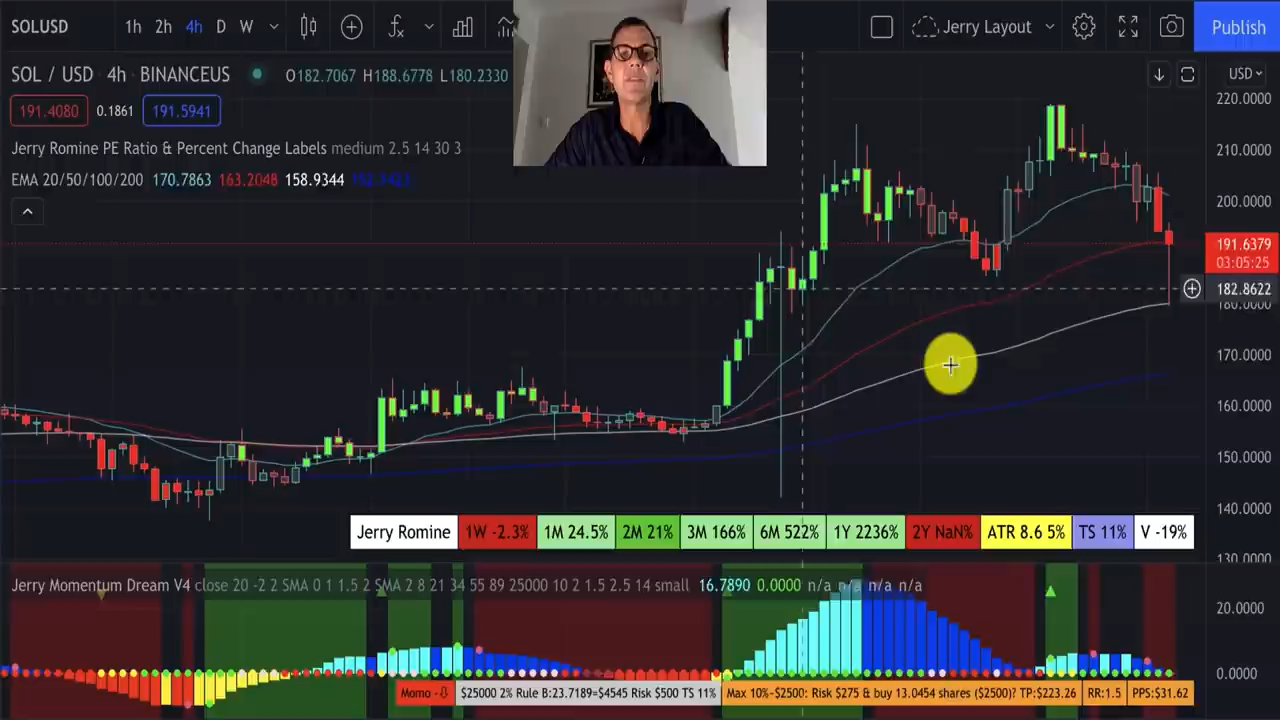 SOLUSD 1h 2h 4h D W Jerry Layout Publish
SOL / USD · 4h · BINANCEUS O182.7067 H188.6778 L180.2330 USD
191.4080 0.1861 191.5941
Jerry Romine PE Ratio & Percent Change Labels medium 2.5 14 30 3
EMA 20/50/100/200 170.7863 163.2048 158.9344
220.0000
210.0000
200.0000
191.6379
03:05:25
182.8622
180.0000
170.0000
160.0000
150.0000
140.0000
130.0000
Jerry Romine 1W -2.3% 1M 24.5% 2M 21% 3M 166% 6M 522% 1Y 2236% 2Y NaN% ATR 8.6 5% TS 11% V -19%
Jerry Momentum Dream V4 close 20 -2 2 SMA 0 1 1.5 2 SMA 2 8 21 34 55 89 25000 10 2 1.5 2.5 14 small 16.7890 0.0000 n/a n/a n/a n/a
20.0000
0.0000
Momo -⇩ $25000 2% Rule B:23.7189=$4545 Risk $500 TS 11% Max 10%-$2500: Risk $275 & buy 13.0454 shares ($2500)? TP:$223.26 RR:1.5 PPS:$31.62